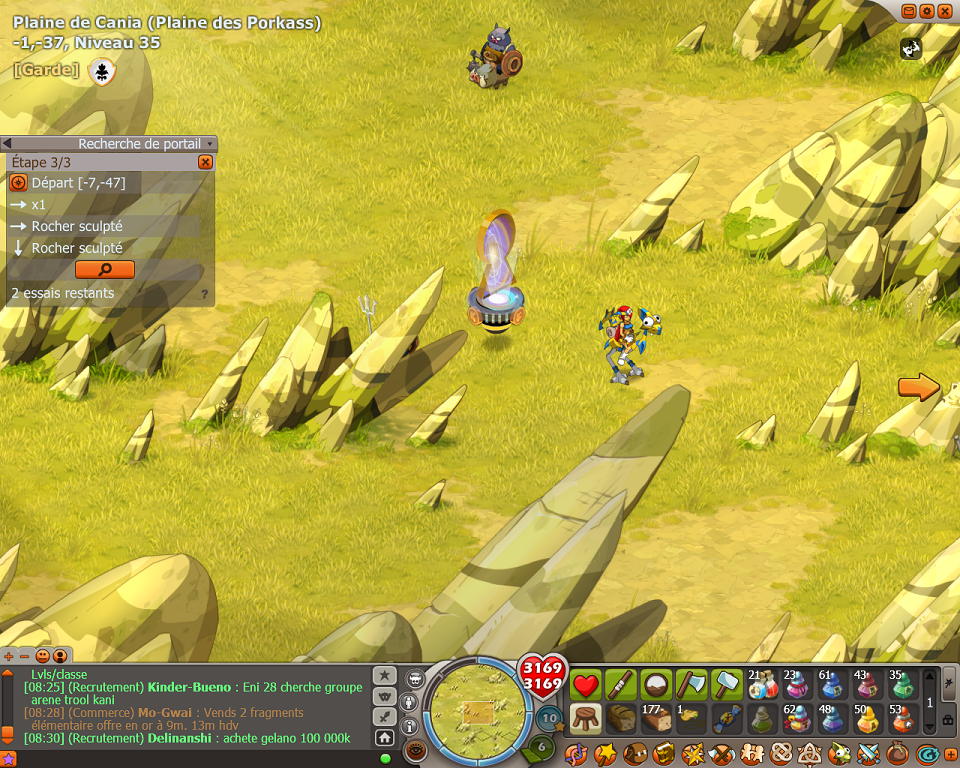 Plaine de Cania (Plaine des Porkass)
-1,-37, Niveau 35
[Garde]
Recherche de portail
Étape 3/3
Départ [-7,-47]
x1
Rocher sculpté
Rocher sculpté
2 essais restants
?
Lvls/classe
[08:25] (Recrutement) Kinder-Bueno : Eni 28 cherche groupe
arene trool kani
[08:28] (Commerce) Mo-Gwai : Vends 2 fragments
élémentaire offre en or à 9m. 13m hdv
[08:30] (Recrutement) Delinanshi : achete gelano 100 000k
3169
3169
10
6
21 23 61 43 35
20 177 1 62 48 50 53
1